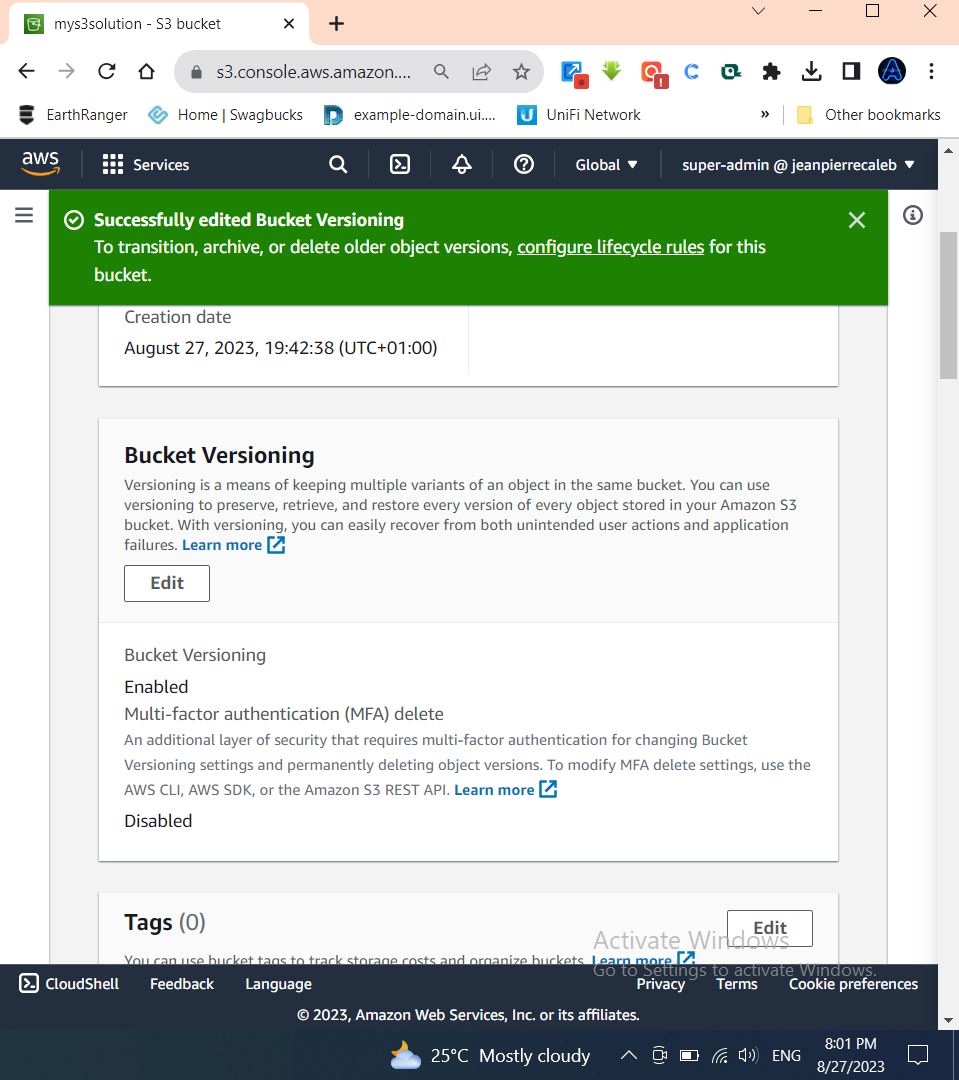 mys3solution - S3 bucket
s3.console.aws.amazon....
EarthRanger
Home | Swagbucks
example-domain.ui....
UniFi Network
»
Other bookmarks
aws
Services
Global
super-admin @ jeanpierrecaleb
Successfully edited Bucket Versioning
To transition, archive, or delete older object versions, configure lifecycle rules for this
bucket.
Creation date
August 27, 2023, 19:42:38 (UTC+01:00)
Bucket Versioning
Versioning is a means of keeping multiple variants of an object in the same bucket. You can use
versioning to preserve, retrieve, and restore every version of every object stored in your Amazon S3
bucket. With versioning, you can easily recover from both unintended user actions and application
failures. Learn more
Edit
Bucket Versioning
Enabled
Multi-factor authentication (MFA) delete
An additional layer of security that requires multi-factor authentication for changing Bucket
Versioning settings and permanently deleting object versions. To modify MFA delete settings, use the
AWS CLI, AWS SDK, or the Amazon S3 REST API. Learn more
Disabled
Tags (0)
Edit
You can use bucket tags to track storage costs and organize buckets. Learn more
Activate Windows
Go to Settings to activate Windows.
CloudShell
Feedback
Language
Privacy
Terms
Cookie preferences
© 2023, Amazon Web Services, Inc. or its affiliates.
25°C Mostly cloudy
ENG
8:01 PM
8/27/2023